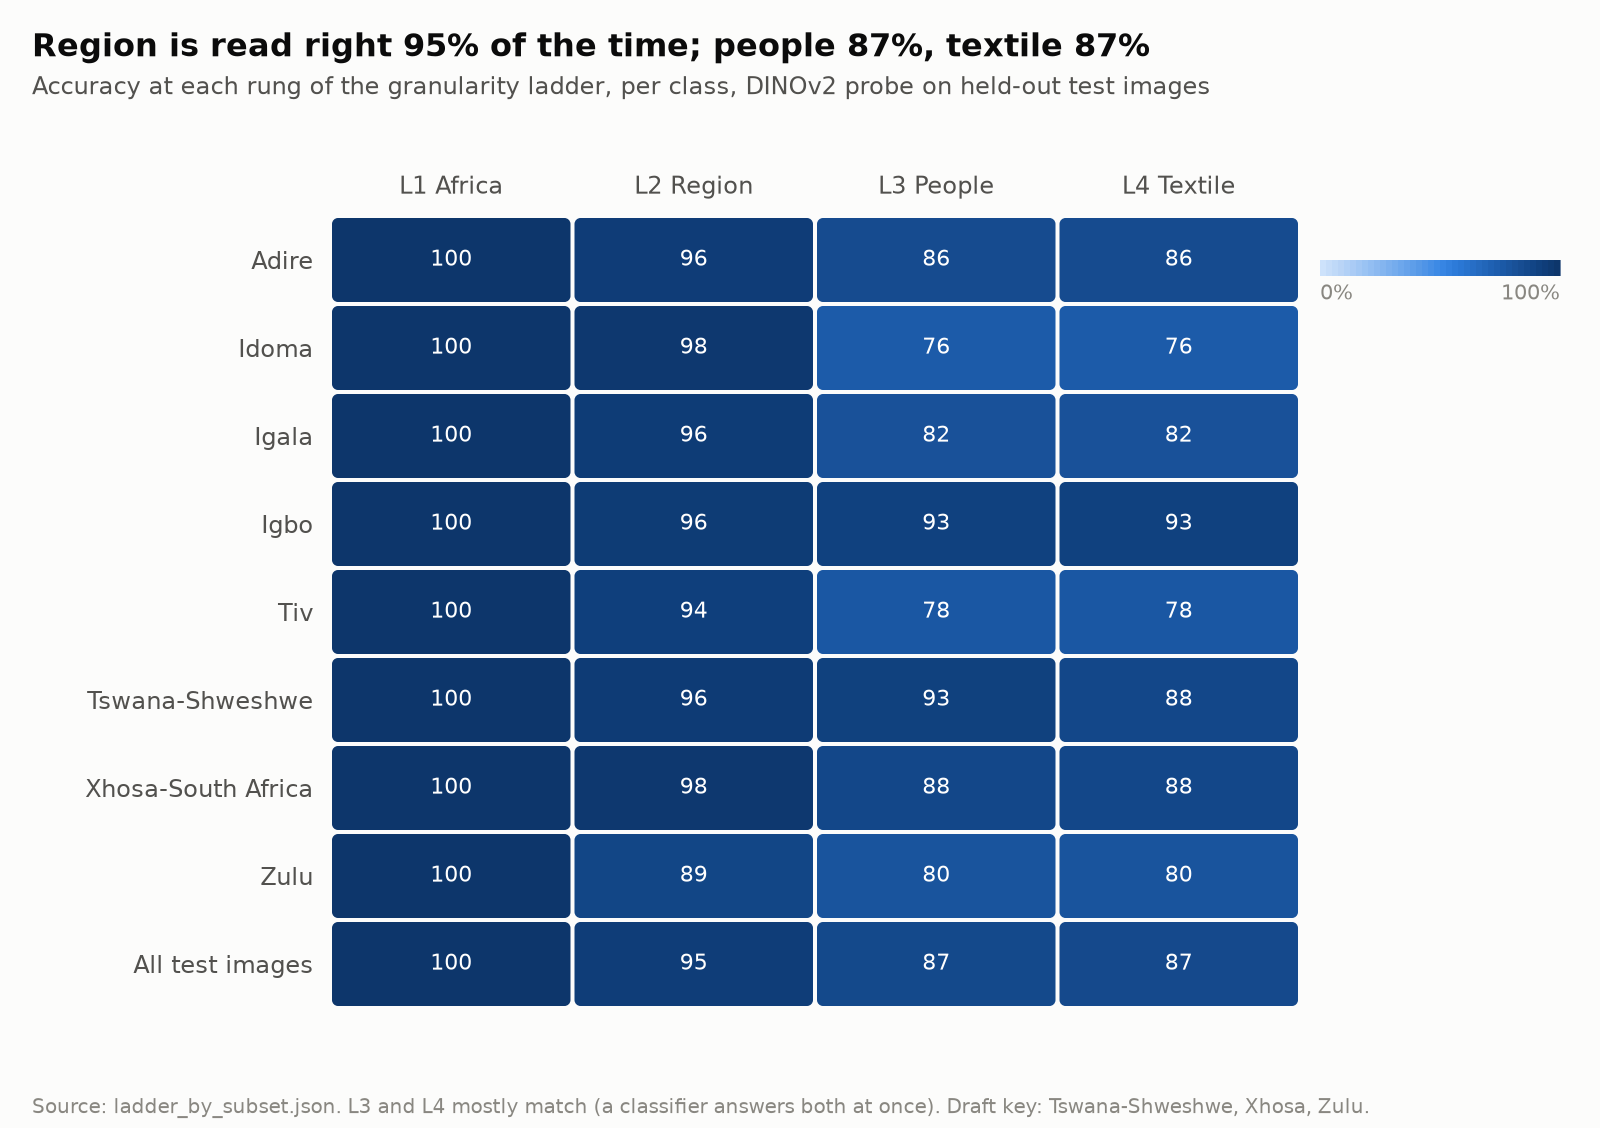 Region is read right 95% of the time; people 87%, textile 87%
Accuracy at each rung of the granularity ladder, per class, DINOv2 probe on held-out test images
L1 Africa L2 Region L3 People L4 Textile
Adire 100 96 86 86
0% 100%
Idoma 100 98 76 76
Igala 100 96 82 82
Igbo 100 96 93 93
Tiv 100 94 78 78
Tswana-Shweshwe 100 96 93 88
Xhosa-South Africa 100 98 88 88
Zulu 100 89 80 80
All test images 100 95 87 87
Source: ladder_by_subset.json. L3 and L4 mostly match (a classifier answers both at once). Draft key: Tswana-Shweshwe, Xhosa, Zulu.